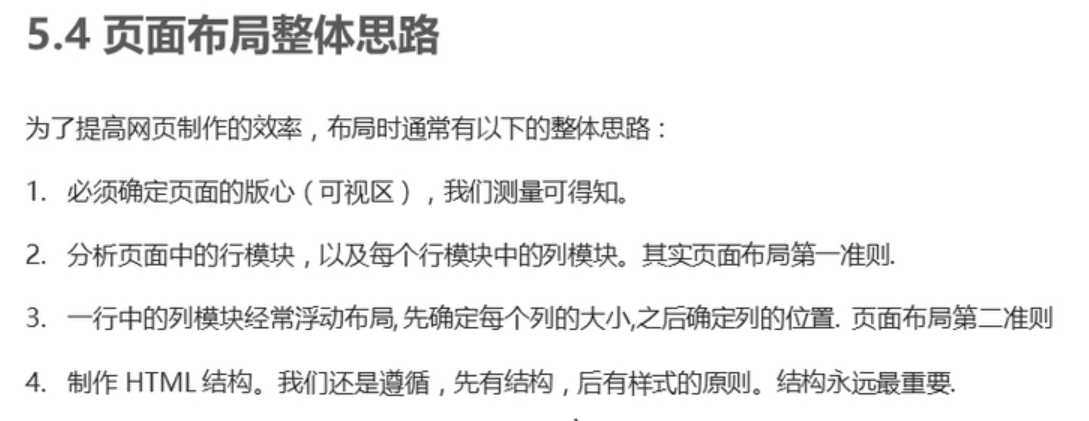 5.4 页面布局整体思路
为了提高网页制作的效率，布局时通常有以下的整体思路：
1. 必须确定页面的版心（可视区），我们测量可得知。
2. 分析页面中的行模块，以及每个行模块中的列模块。其实页面布局第一准则.
3. 一行中的列模块经常浮动布局,先确定每个列的大小,之后确定列的位置. 页面布局第二准则
4. 制作 HTML 结构。我们还是遵循，先有结构，后有样式的原则。结构永远最重要.